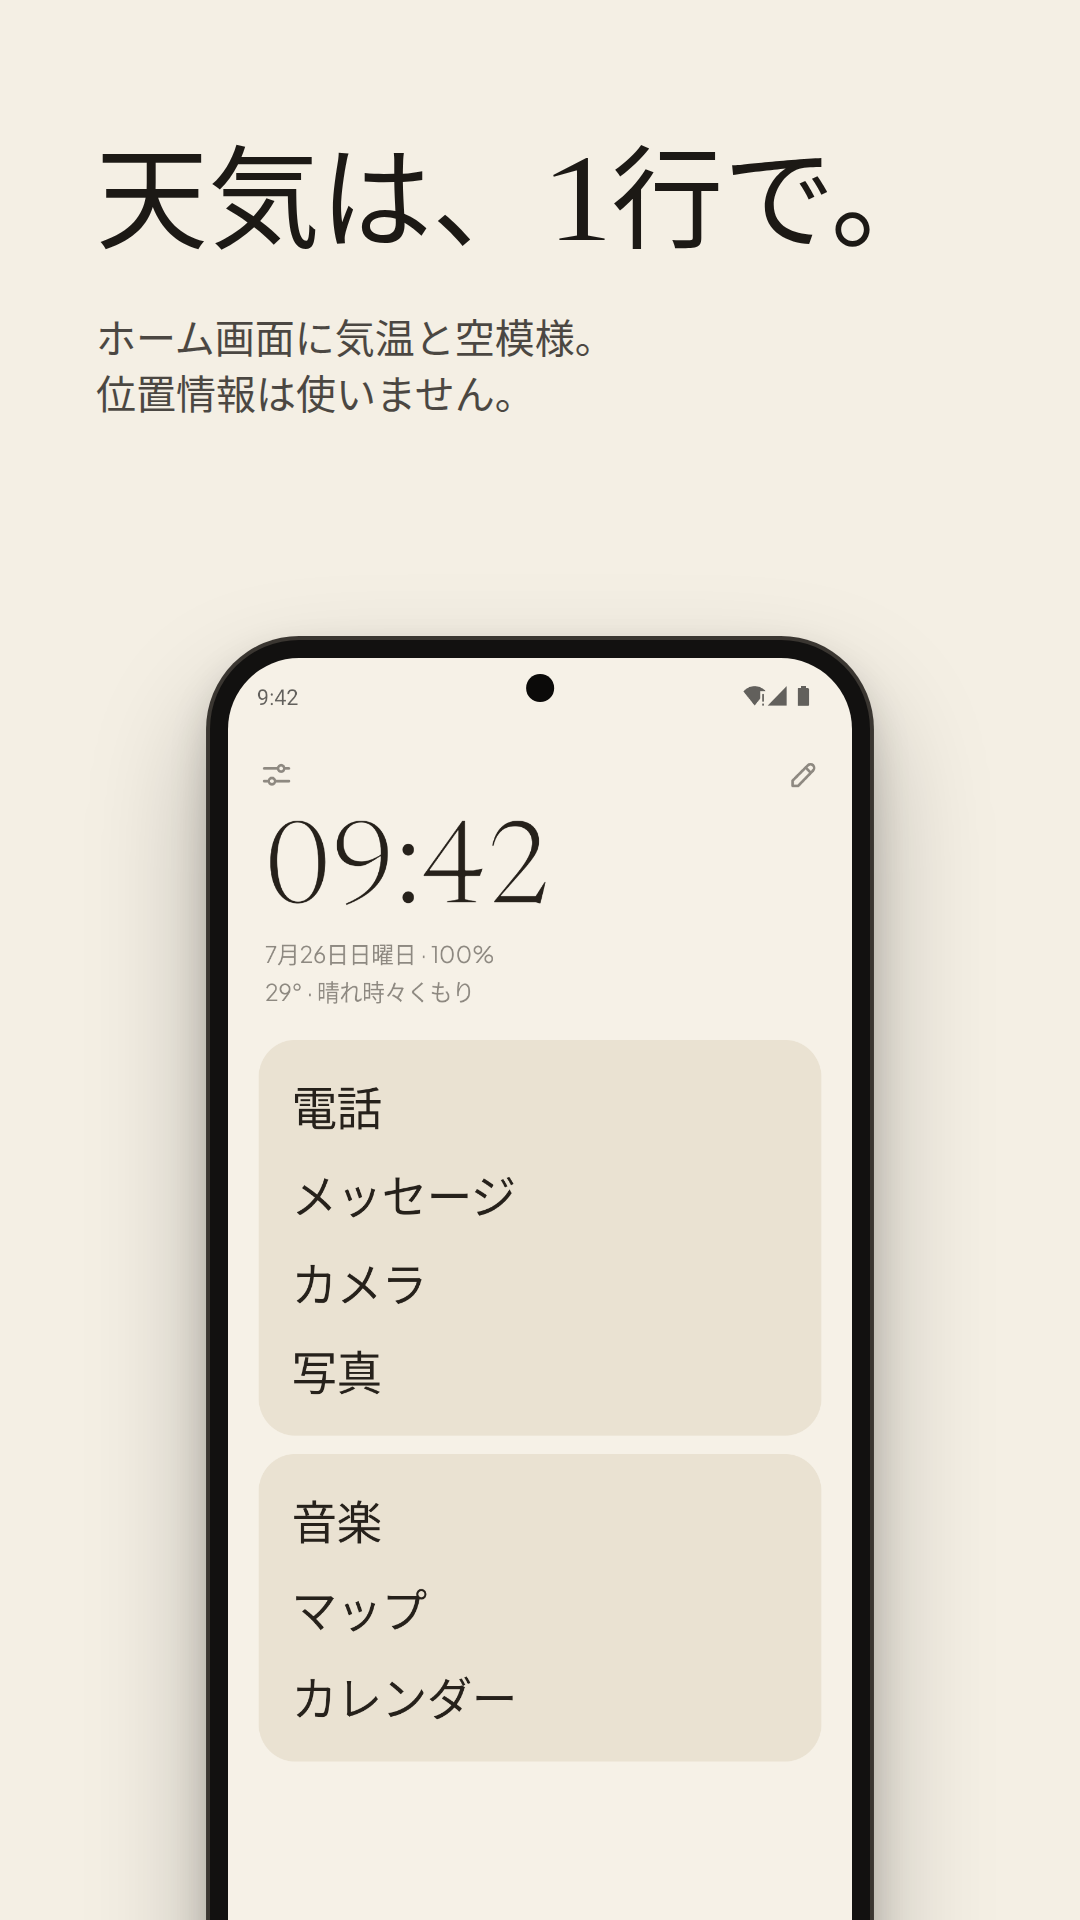 天気は、1行で。
ホーム画面に気温と空模様。
位置情報は使いません。
9:42
09:42
7月26日日曜日 · 100%
29° · 晴れ時々くもり
電話
メッセージ
カメラ
写真
音楽
マップ
カレンダー